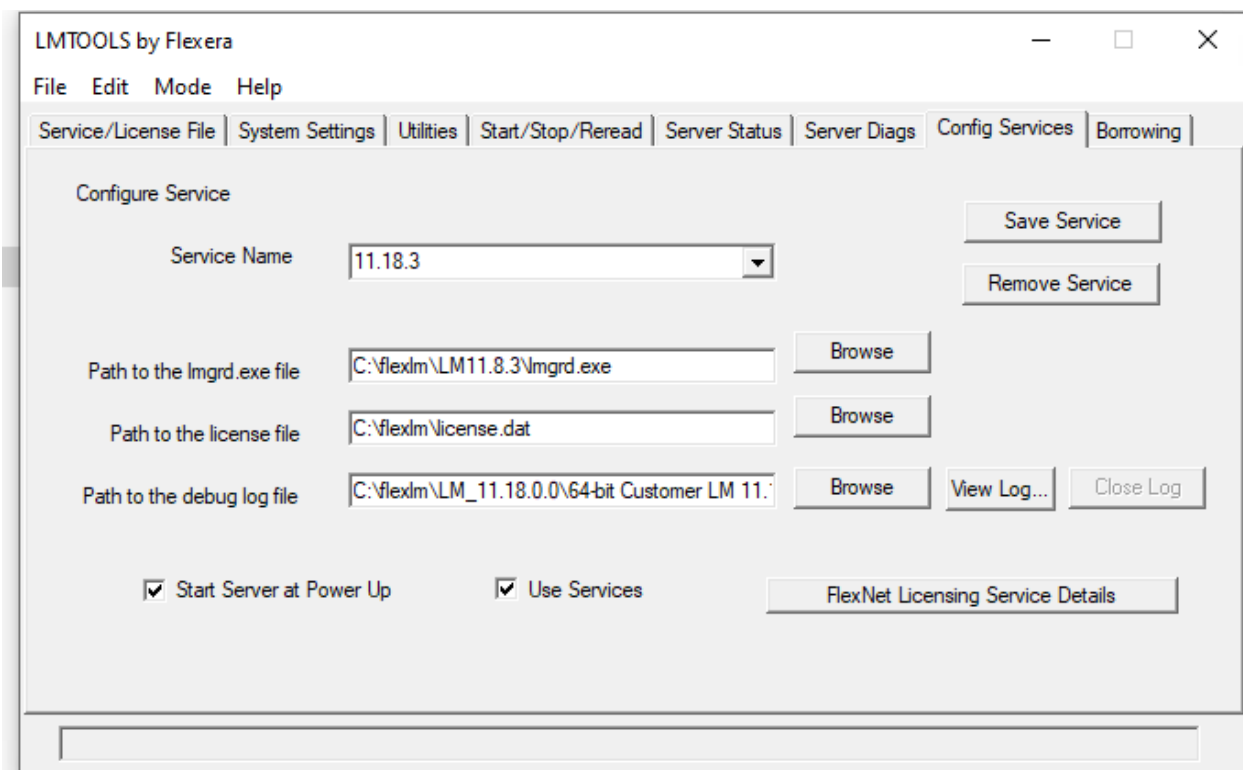 LMTOOLS by Flexera
File Edit Mode Help
Service/License File System Settings Utilities Start/Stop/Reread Server Status Server Diags Config Services Borrowing
Configure Service
Save Service
Service Name 11.18.3
Remove Service
Path to the lmgrd.exe file C:\flexlm\LM11.8.3\lmgrd.exe Browse
Path to the license file C:\flexlm\license.dat Browse
Path to the debug log file C:\flexlm\LM_11.18.0.0\64-bit Customer LM 11. Browse View Log... Close Log
Start Server at Power Up Use Services FlexNet Licensing Service Details